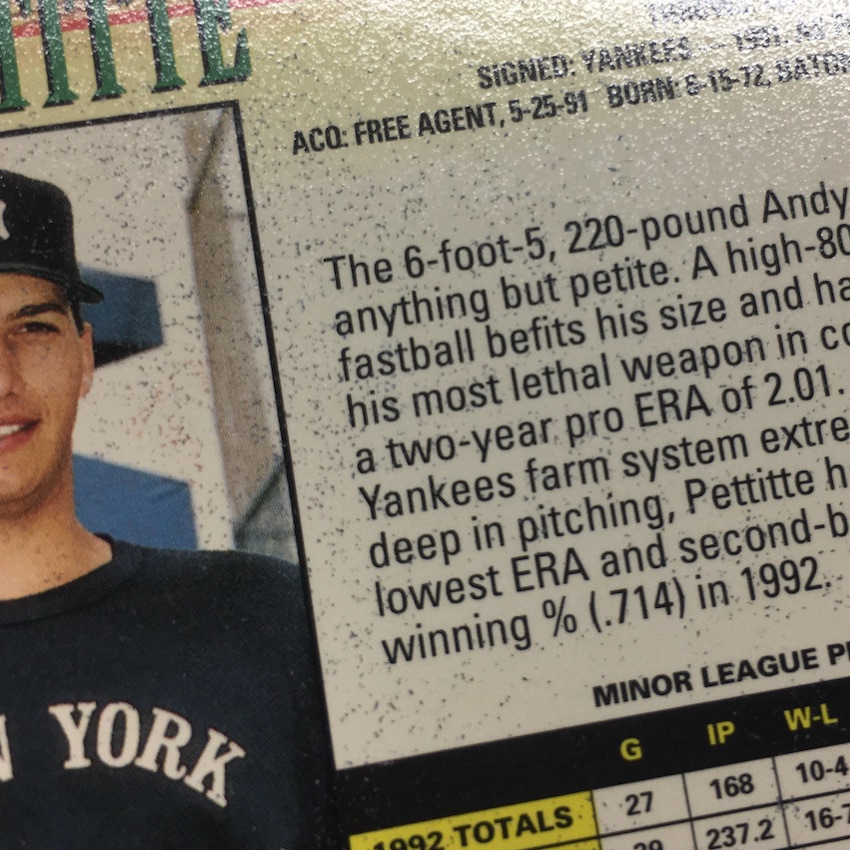 TITTE
SIGNED: YANKEES - 1991.
ACQ: FREE AGENT, 5-25-91 BORN: 6-15-72,
The 6-foot-5, 220-pound Andy
anything but petite. A high-80
fastball befits his size and ha
his most lethal weapon in co
a two-year pro ERA of 2.01.
Yankees farm system extre
deep in pitching, Pettitte h
lowest ERA and second-b
winning % (.714) in 1992.
MINOR LEAGUE P
G IP W-L
1992 TOTALS 27 168 10-4
39 237.2 16-7
W YORK